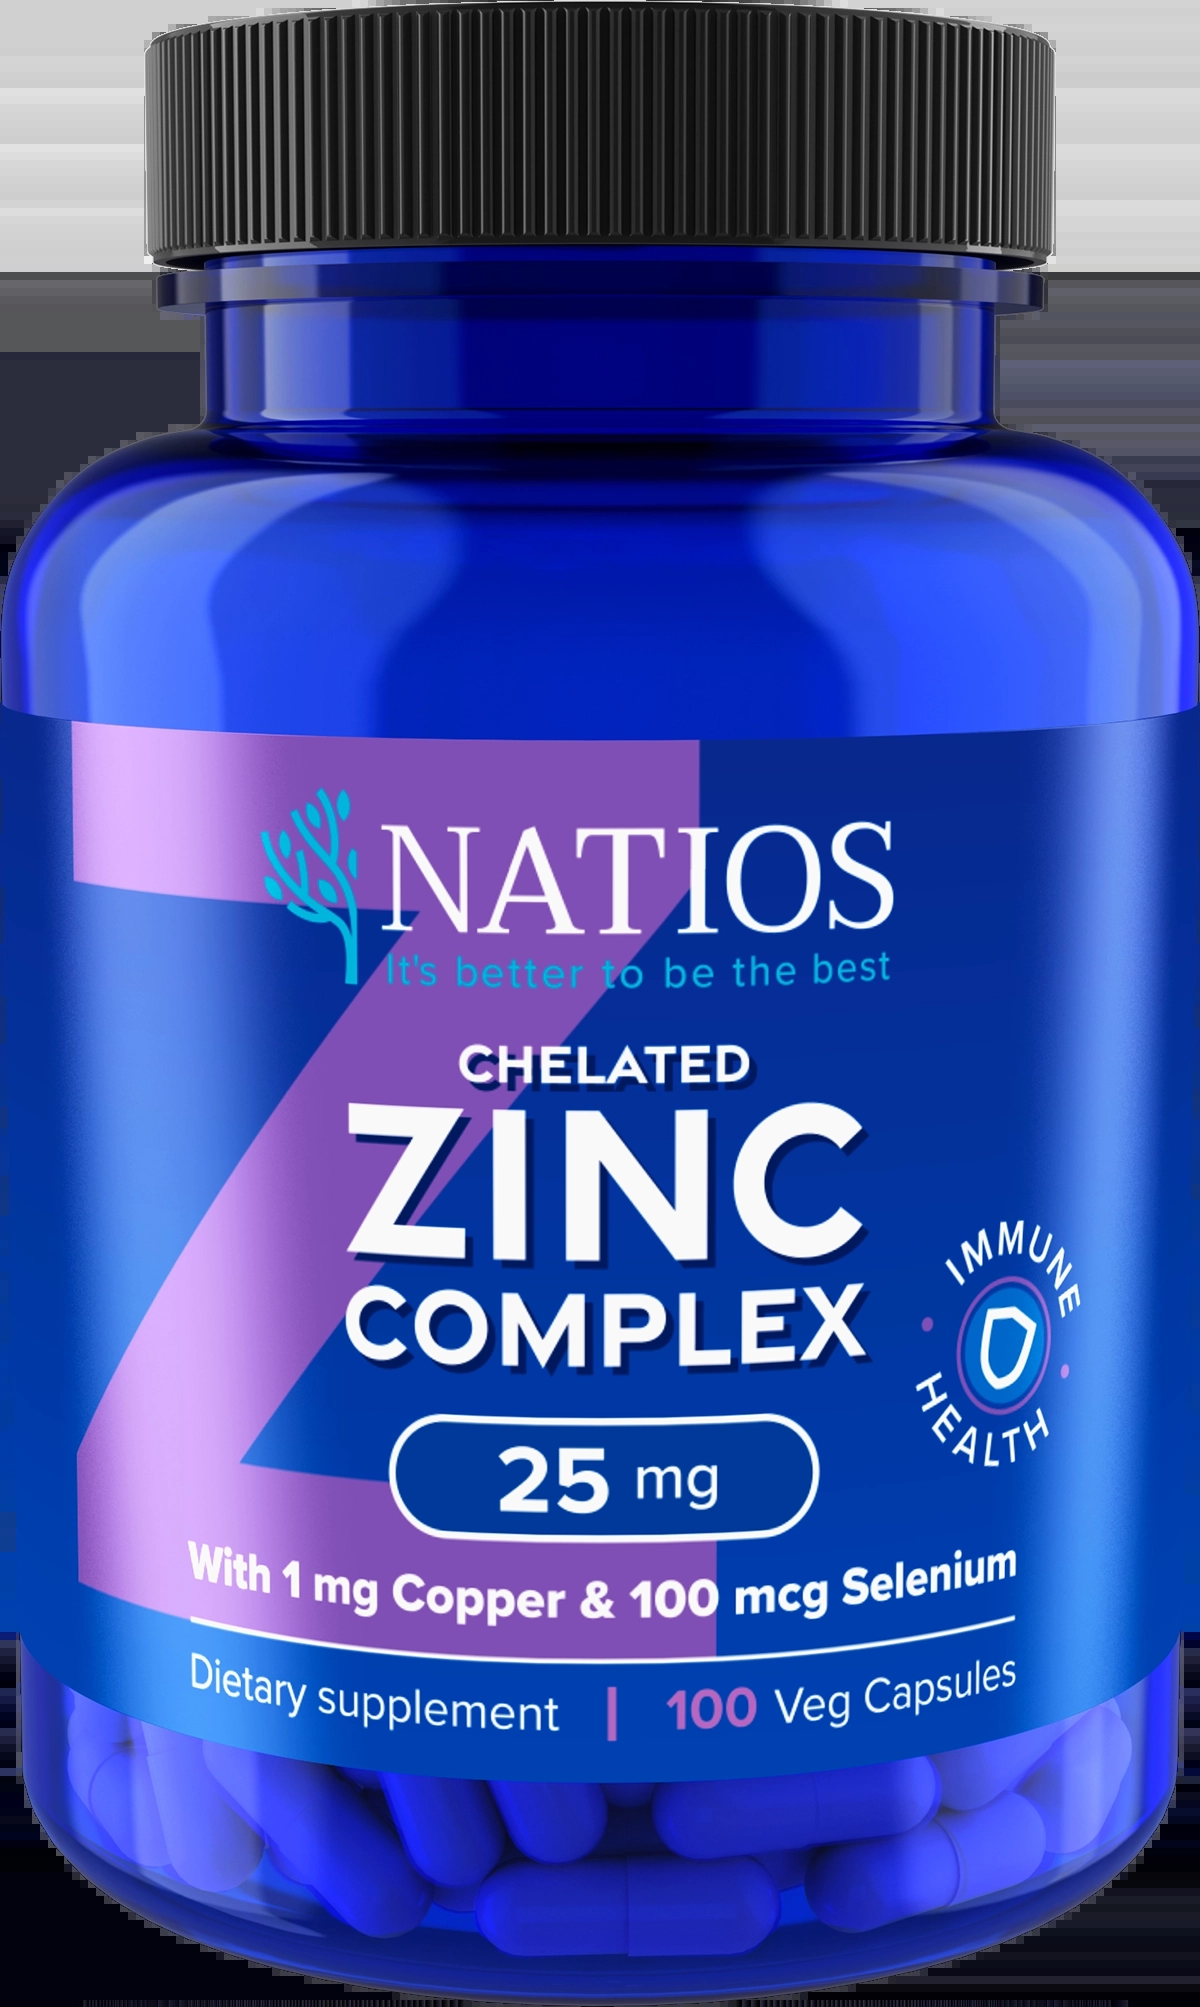 NATIOS
It's better to be the best
CHELATED
ZINC
COMPLEX
IMMUNE
HEALTH
25 mg
With 1 mg Copper & 100 mcg Selenium
Dietary supplement | 100 Veg Capsules